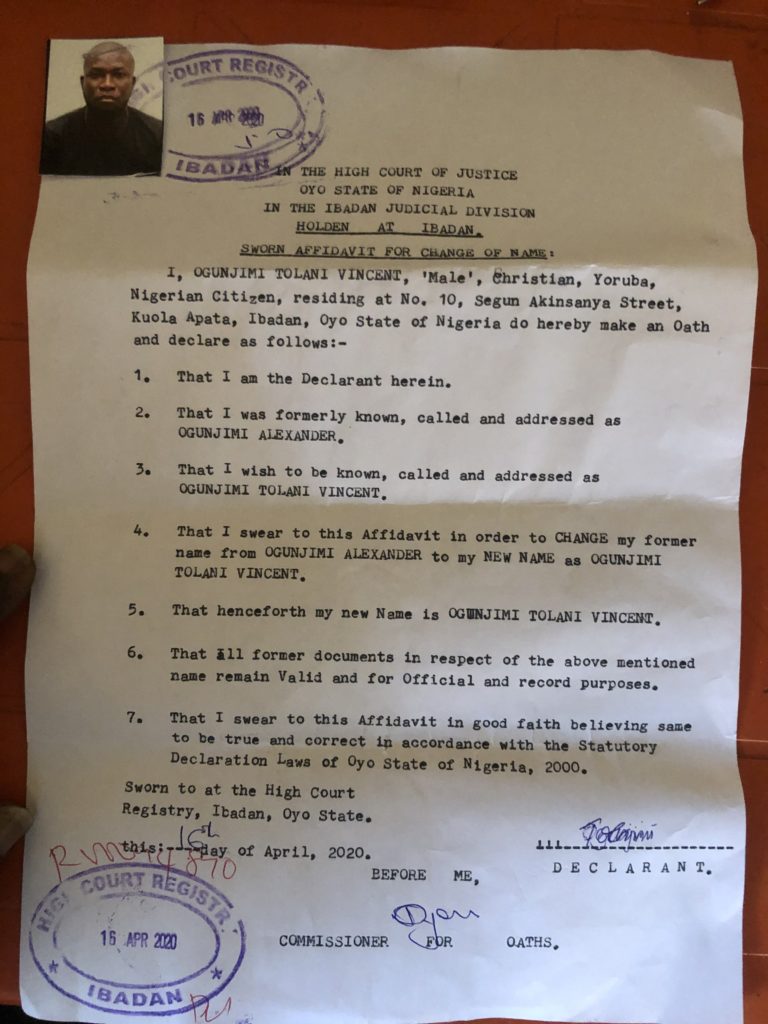 HIGH COURT REGISTRY
16 APR 2020
IBADAN
IN THE HIGH COURT OF JUSTICE
OYO STATE OF NIGERIA
IN THE IBADAN JUDICIAL DIVISION
HOLDEN AT IBADAN.
SWORN AFFIDAVIT FOR CHANGE OF NAME:
I, OGUNJIMI TOLANI VINCENT, 'Male', Christian, Yoruba,
Nigerian Citizen, residing at No. 10, Segun Akinsanya Street,
Kuola Apata, Ibadan, Oyo State of Nigeria do hereby make an Oath
and declare as follows:-
1. That I am the Declarant herein.
2. That I was formerly known, called and addressed as
OGUNJIMI ALEXANDER.
3. That I wish to be known, called and addressed as
OGUNJIMI TOLANI VINCENT.
4. That I swear to this Affidavit in order to CHANGE my former
name from OGUNJIMI ALEXANDER to my NEW NAME as OGUNJIMI
TOLANI VINCENT.
5. That henceforth my new Name is OGUNJIMI TOLANI VINCENT.
6. That all former documents in respect of the above mentioned
name remain Valid and for Official and record purposes.
7. That I swear to this Affidavit in good faith believing same
to be true and correct in accordance with the Statutory
Declaration Laws of Oyo State of Nigeria, 2000.
Sworn to at the High Court
Registry, Ibadan, Oyo State.
this:-16th-day of April, 2020.
DECLARANT.
BEFORE ME,
COMMISSIONER FOR OATHS.
HIGH COURT REGISTRY
16 APR 2020
IBADAN